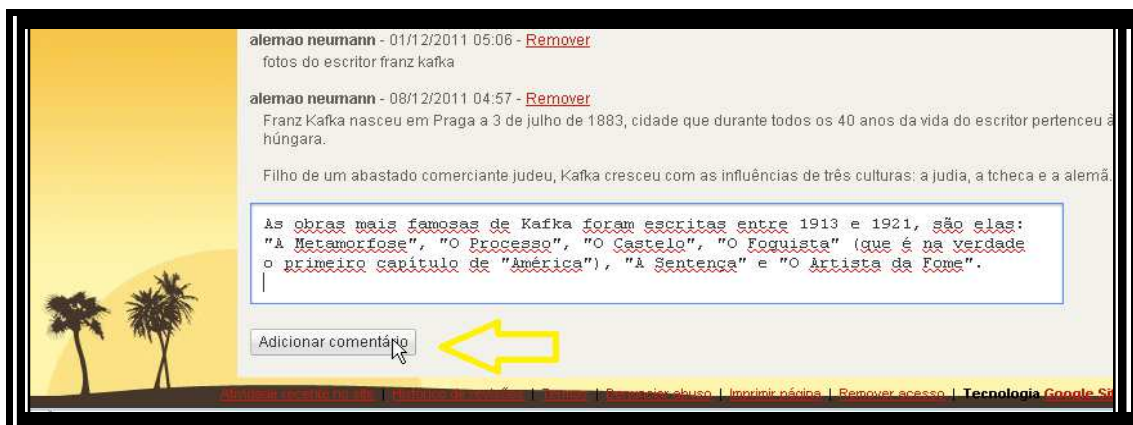 alemao neumann - 01/12/2011 05:06 - Remover
fotos do escritor franz kafka
alemao neumann - 08/12/2011 04:57 - Remover
Franz Kafka nasceu em Praga a 3 de julho de 1883, cidade que durante todos os 40 anos da vida do escritor pertenceu à
húngara.
Filho de um abastado comerciante judeu, Kafka cresceu com as influências de três culturas: a judia, a tcheca e a alemã.
As obras mais famosas de Kafka foram escritas entre 1913 e 1921, são elas:
"A Metamorfose", "O Processo", "O Castelo", "O Foguista" (que é na verdade
o primeiro capítulo de "América"), "A Sentença" e "O Artista da Fome".
Adicionar comentário
| Termos | Denunciar abuso | Imprimir página | Remover acesso | Tecnologia Google